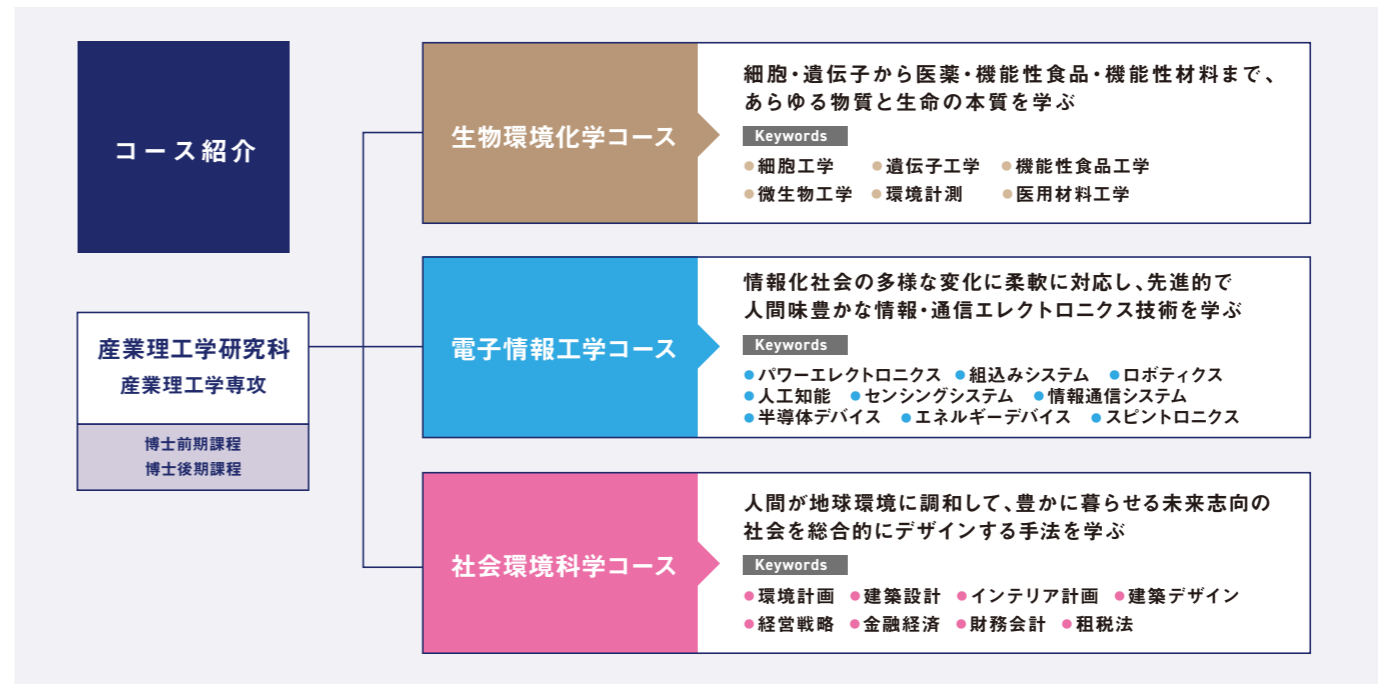 コース紹介
産業理工学研究科
産業理工学専攻
博士前期課程
博士後期課程
生物環境化学コース
細胞・遺伝子から医薬・機能性食品・機能性材料まで、
あらゆる物質と生命の本質を学ぶ
Keywords
●細胞工学 ●遺伝子工学 ●機能性食品工学
●微生物工学 ●環境計測 ●医用材料工学
電子情報工学コース
情報化社会の多様な変化に柔軟に対応し、先進的で
人間味豊かな情報・通信エレクトロニクス技術を学ぶ
Keywords
●パワーエレクトロニクス ●組込みシステム ●ロボティクス
●人工知能 ●センシングシステム ●情報通信システム
●半導体デバイス ●エネルギーデバイス ●スピントロニクス
社会環境科学コース
人間が地球環境に調和して、豊かに暮らせる未来志向の
社会を総合的にデザインする手法を学ぶ
Keywords
●環境計画 ●建築設計 ●インテリア計画 ●建築デザイン
●経営戦略 ●金融経済 ●財務会計 ●租税法